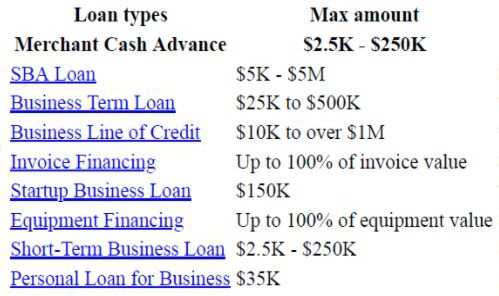 Loan types Max amount
Merchant Cash Advance $2.5K - $250K
SBA Loan $5K - $5M
Business Term Loan $25K to $500K
Business Line of Credit $10K to over $1M
Invoice Financing Up to 100% of invoice value
Startup Business Loan $150K
Equipment Financing Up to 100% of equipment value
Short-Term Business Loan $2.5K - $250K
Personal Loan for Business $35K